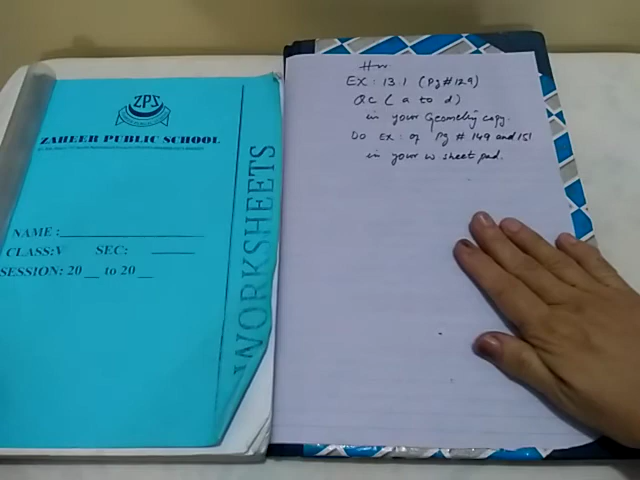 ZPS
ZAHEER PUBLIC SCHOOL
NAME :
CLASS:V SEC:
SESSION: 20 __ to 20 __
WORKSHEETS
Hw
EX: 13.1 (Pg#129)
QC ( a to d)
in your Geometry copy.
Do Ex: of Pg # 149 and 151
in your w sheet pad.